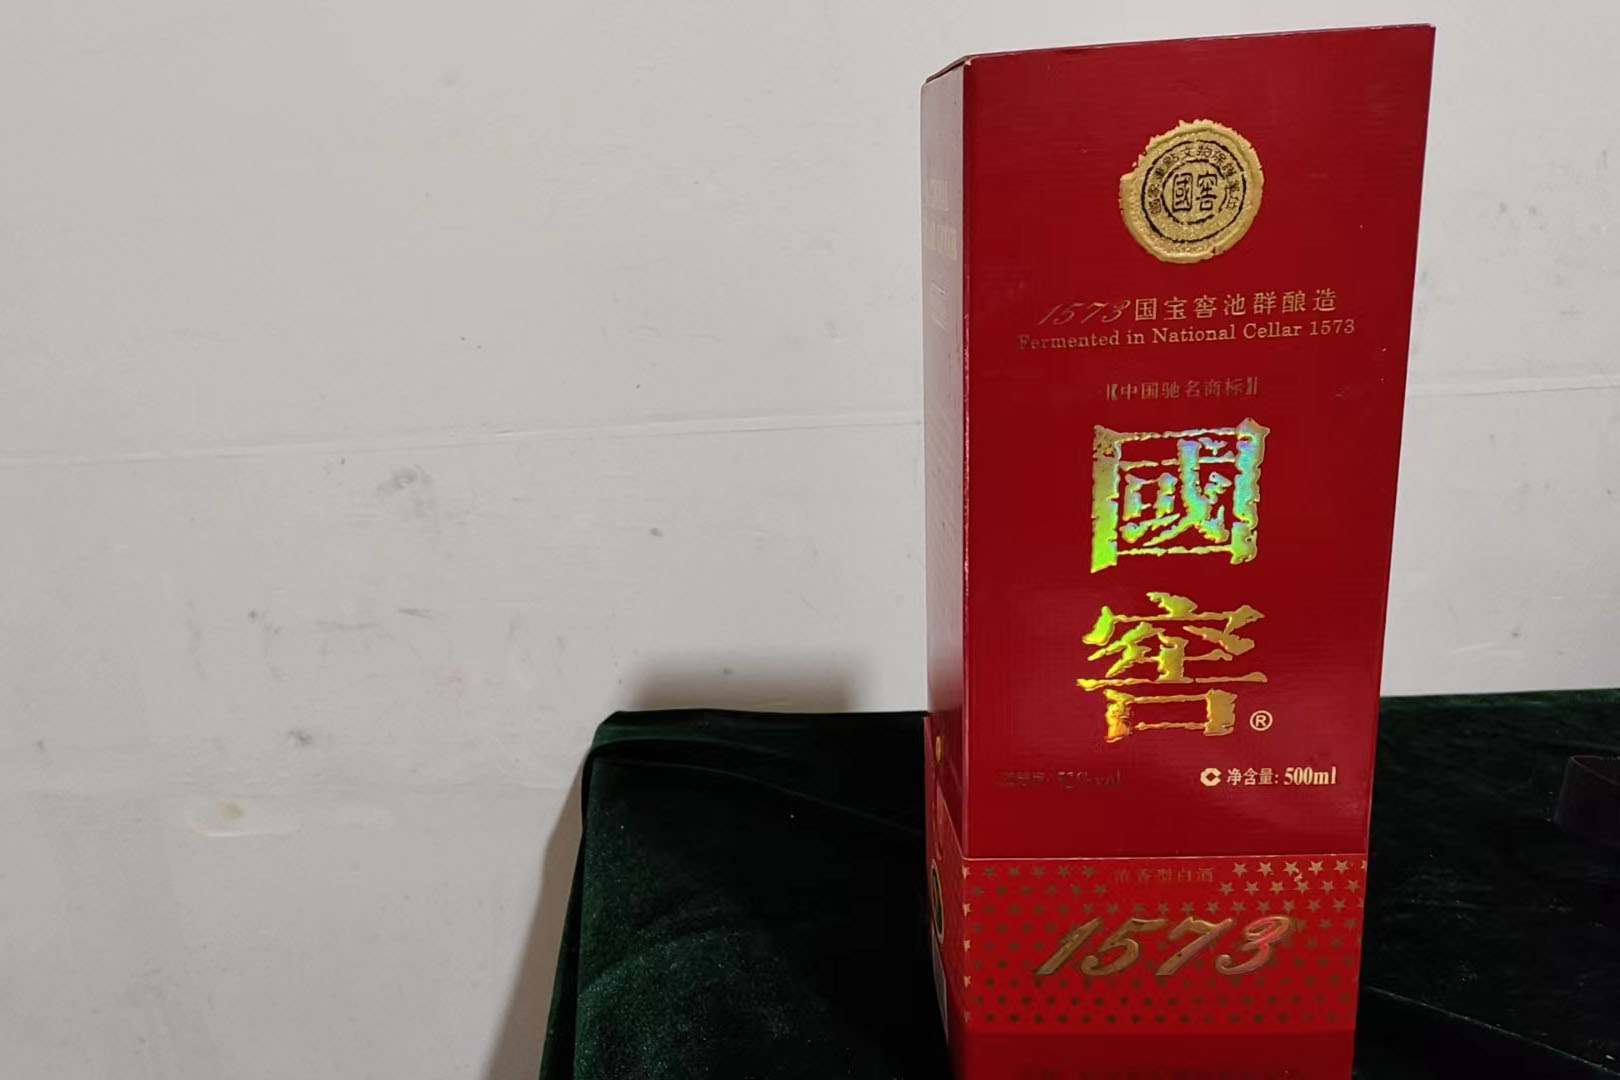 國窖
1573国宝窖池群酿造
Fermented in National Cellar 1573
【中国驰名商标】
國
窖®
净含量: 500ml
浓香型白酒
1573